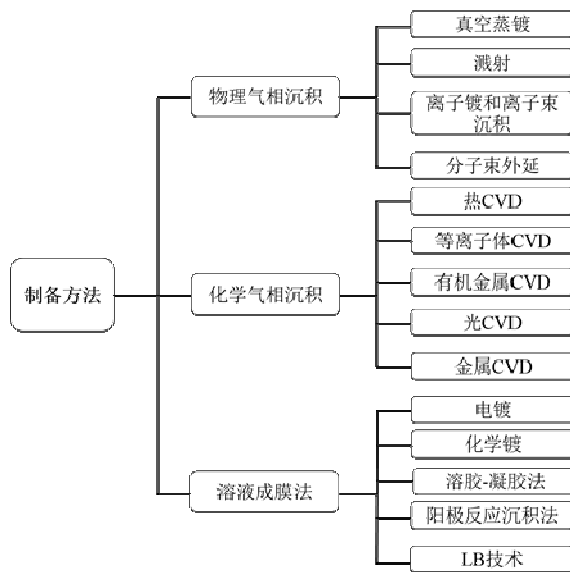 制备方法
物理气相沉积
真空蒸镀
溅射
离子镀和离子束
沉积
分子束外延
化学气相沉积
热CVD
等离子体CVD
有机金属CVD
光CVD
金属CVD
溶液成膜法
电镀
化学镀
溶胶-凝胶法
阳极反应沉积法
LB技术